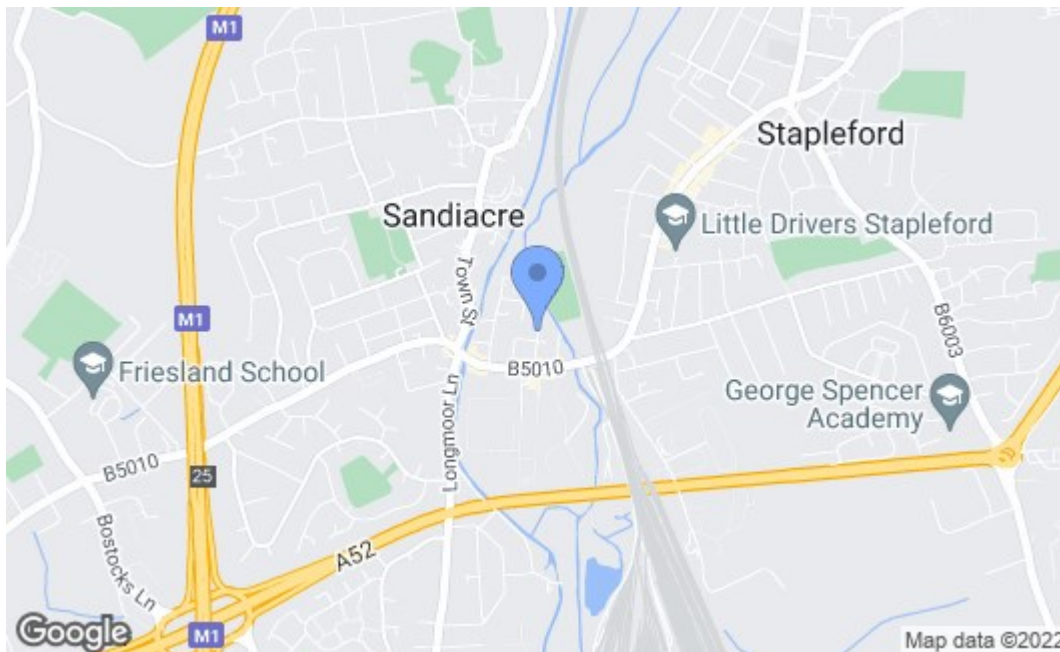 M1
Stapleford
Sandiacre
Little Drivers Stapleford
Town St
M1
B6003
Friesland School
B5010
George Spencer
Academy
Longmoor Ln
B5010
25
Bostocks Ln
A52
M1
Google
Map data ©2022